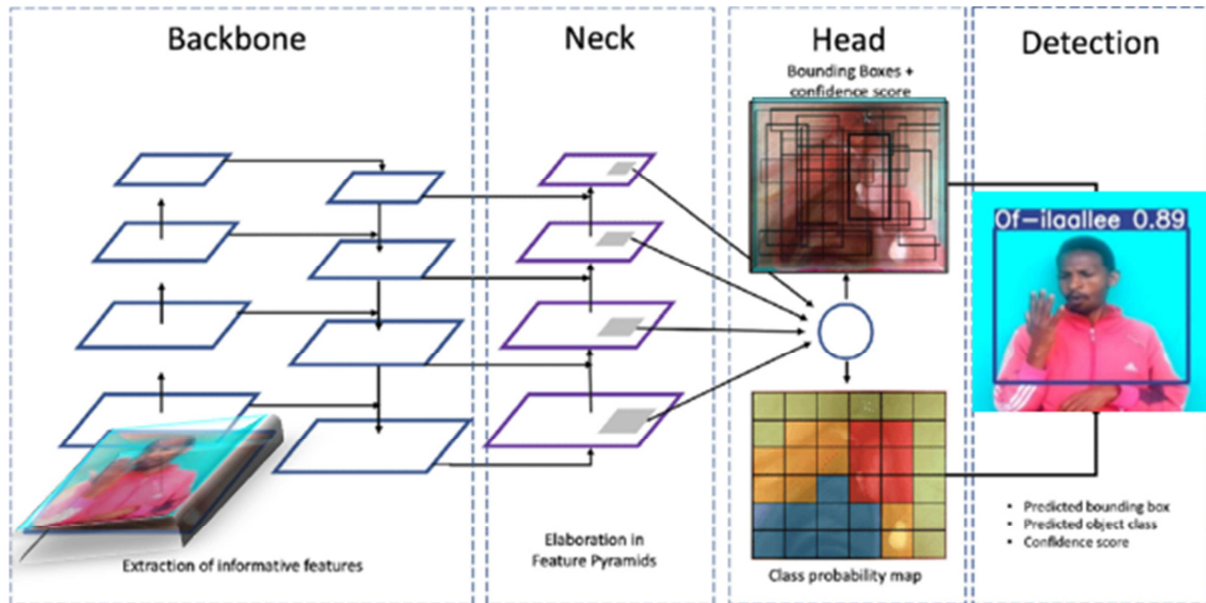 Backbone
Extraction of informative features
Neck
Elaboration in
Feature Pyramids
Head
Bounding Boxes +
confidence score
Class probability map
Detection
Of-ilaallee 0.89
Predicted bounding box
Predicted object class
Confidence score